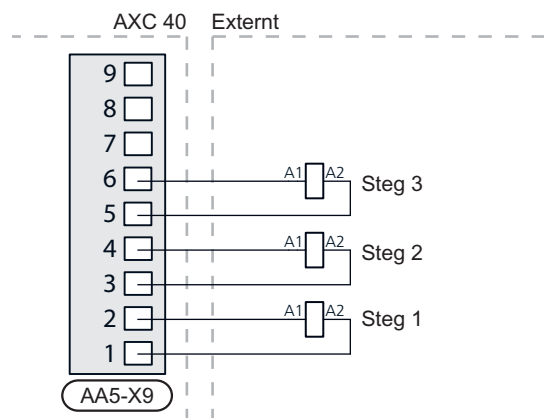 AXC 40 Externt
9
8
7
6 A1 A2 Steg 3
5
4 A1 A2 Steg 2
3
2 A1 A2 Steg 1
1
AA5-X9